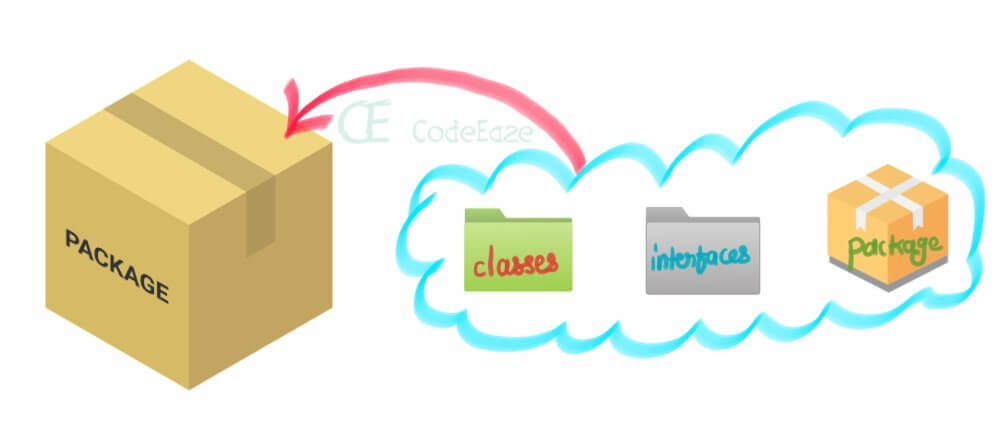 CE CodeEaze
PACKAGE
classes
interfaces
package